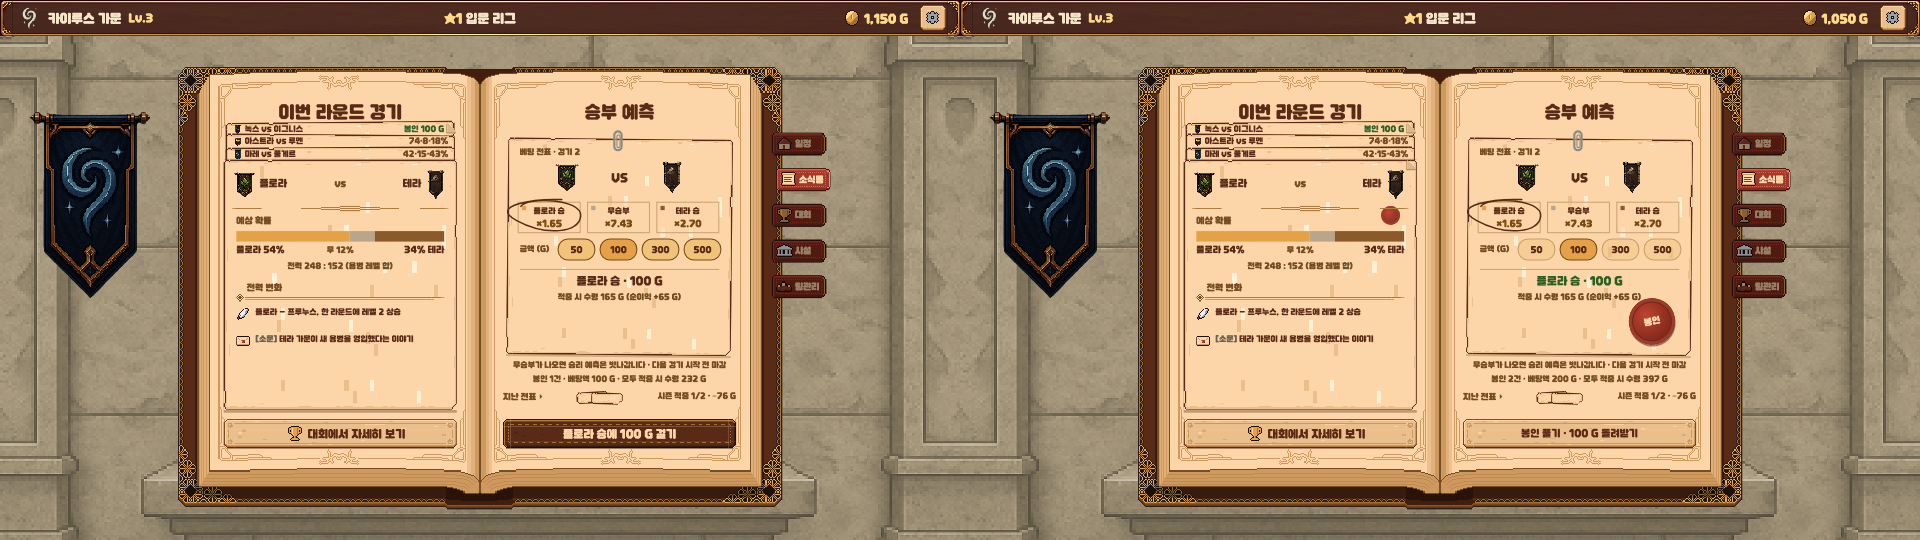 카이루스 가문 Lv.3
★1 입문 리그
1,150 G
이번 라운드 경기
녹스 vs 이그니스 봉인 100 G
아스트라 vs 루멘 74·8·18%
마레 vs 폴게르 42·15·43%
플로라 vs 테라
예상 확률
플로라 54% 무 12% 34% 테라
전력 248 : 152 (용병 레벨 합)
전력 변화
플로라 – 프루누스, 한 라운드에 레벨 2 상승
[소문] 테라 가문이 새 용병을 영입했다는 이야기
대회에서 자세히 보기
승부 예측
베팅 전표 · 경기 2
VS
플로라 승 무승부 테라 승
×1.65 ×7.43 ×2.70
금액 (G) 50 100 300 500
플로라 승 · 100 G
적중 시 수령 165 G (순이익 +65 G)
무승부가 나오면 승리 예측은 빗나갑니다 · 다음 경기 시작 전 마감
봉인 1건 · 베팅액 100 G · 모두 적중 시 수령 232 G
지난 전표 › 시즌 적중 1/2 · -76 G
플로라 승에 100 G 걸기
일정
소식통
대회
시설
팀관리
카이루스 가문 Lv.3
★1 입문 리그
1,050 G
이번 라운드 경기
녹스 vs 이그니스 봉인 100 G
아스트라 vs 루멘 74·8·18%
마레 vs 폴게르 42·15·43%
플로라 vs 테라
예상 확률
플로라 54% 무 12% 34% 테라
전력 248 : 152 (용병 레벨 합)
전력 변화
플로라 – 프루누스, 한 라운드에 레벨 2 상승
[소문] 테라 가문이 새 용병을 영입했다는 이야기
대회에서 자세히 보기
승부 예측
베팅 전표 · 경기 2
VS
플로라 승 무승부 테라 승
×1.65 ×7.43 ×2.70
금액 (G) 50 100 300 500
플로라 승 · 100 G
적중 시 수령 165 G (순이익 +65 G)
봉인
무승부가 나오면 승리 예측은 빗나갑니다 · 다음 경기 시작 전 마감
봉인 2건 · 베팅액 200 G · 모두 적중 시 수령 397 G
지난 전표 › 시즌 적중 1/2 · -76 G
봉인 풀기 · 100 G 돌려받기
일정
소식통
대회
시설
팀관리